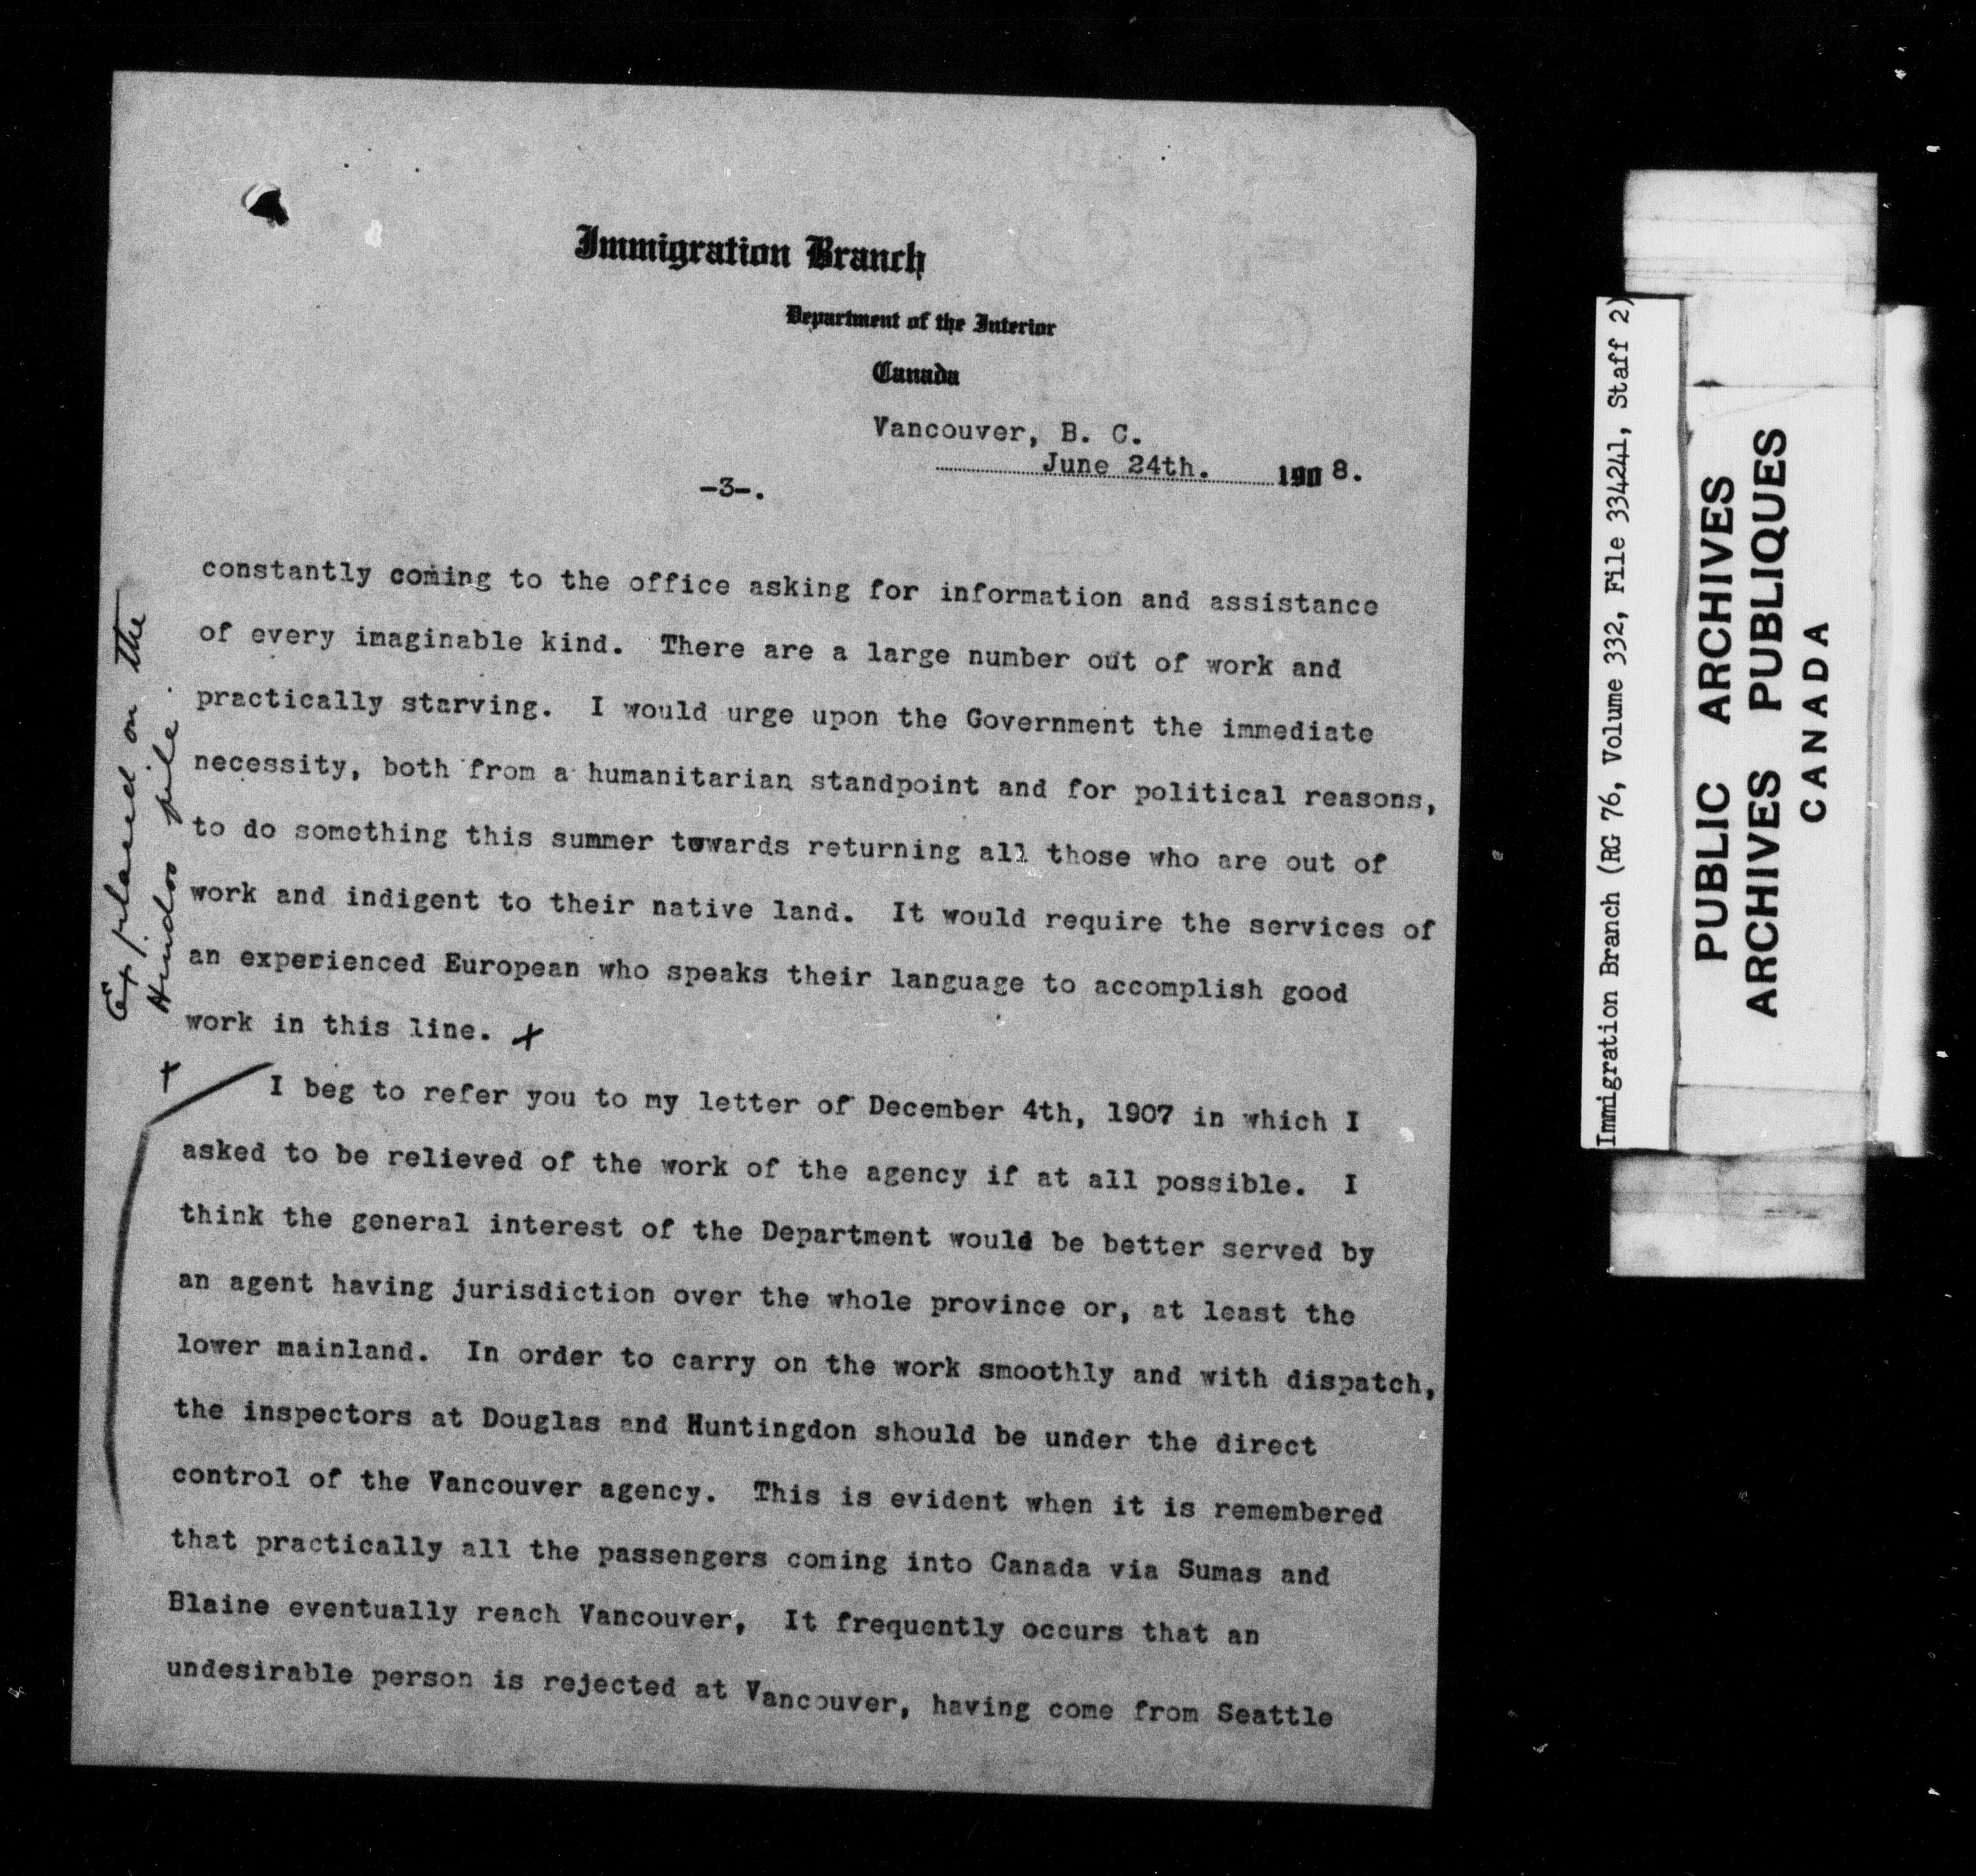 Immigration Branch
Department of the Interior
Canada
Vancouver, B. C.
June 24th. 190 8.
-3-.
constantly coming to the office asking for information and assistance
of every imaginable kind. There are a large number out of work and
practically starving. I would urge upon the Government the immediate
necessity, both from a humanitarian standpoint and for political reasons,
to do something this summer towards returning all those who are out of
work and indigent to their native land. It would require the services of
an experienced European who speaks their language to accomplish good
work in this line. x
I beg to refer you to my letter of December 4th, 1907 in which I
asked to be relieved of the work of the agency if at all possible. I
think the general interest of the Department would be better served by
an agent having jurisdiction over the whole province or, at least the
lower mainland. In order to carry on the work smoothly and with dispatch,
the inspectors at Douglas and Huntingdon should be under the direct
control of the Vancouver agency. This is evident when it is remembered
that practically all the passengers coming into Canada via Sumas and
Blaine eventually reach Vancouver, It frequently occurs that an
undesirable person is rejected at Vancouver, having come from Seattle
placed on the
Hindoo file.
x
Immigration Branch (RG 76, Volume 332, File 334241, Staff 2)
PUBLIC ARCHIVES
ARCHIVES PUBLIQUES
CANADA